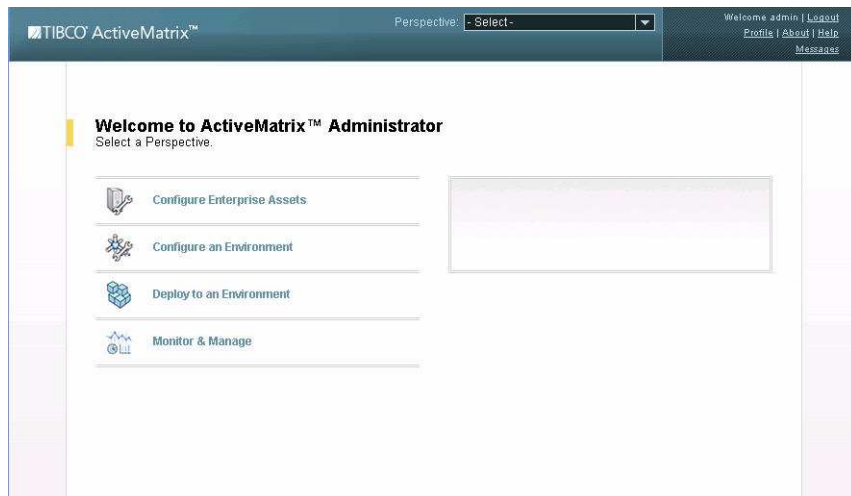 TIBCO ActiveMatrix™
Perspective: - Select -
Welcome admin | Logout
Profile | About | Help
Messages
Welcome to ActiveMatrix™ Administrator
Select a Perspective.
Configure Enterprise Assets
Configure an Environment
Deploy to an Environment
Monitor & Manage